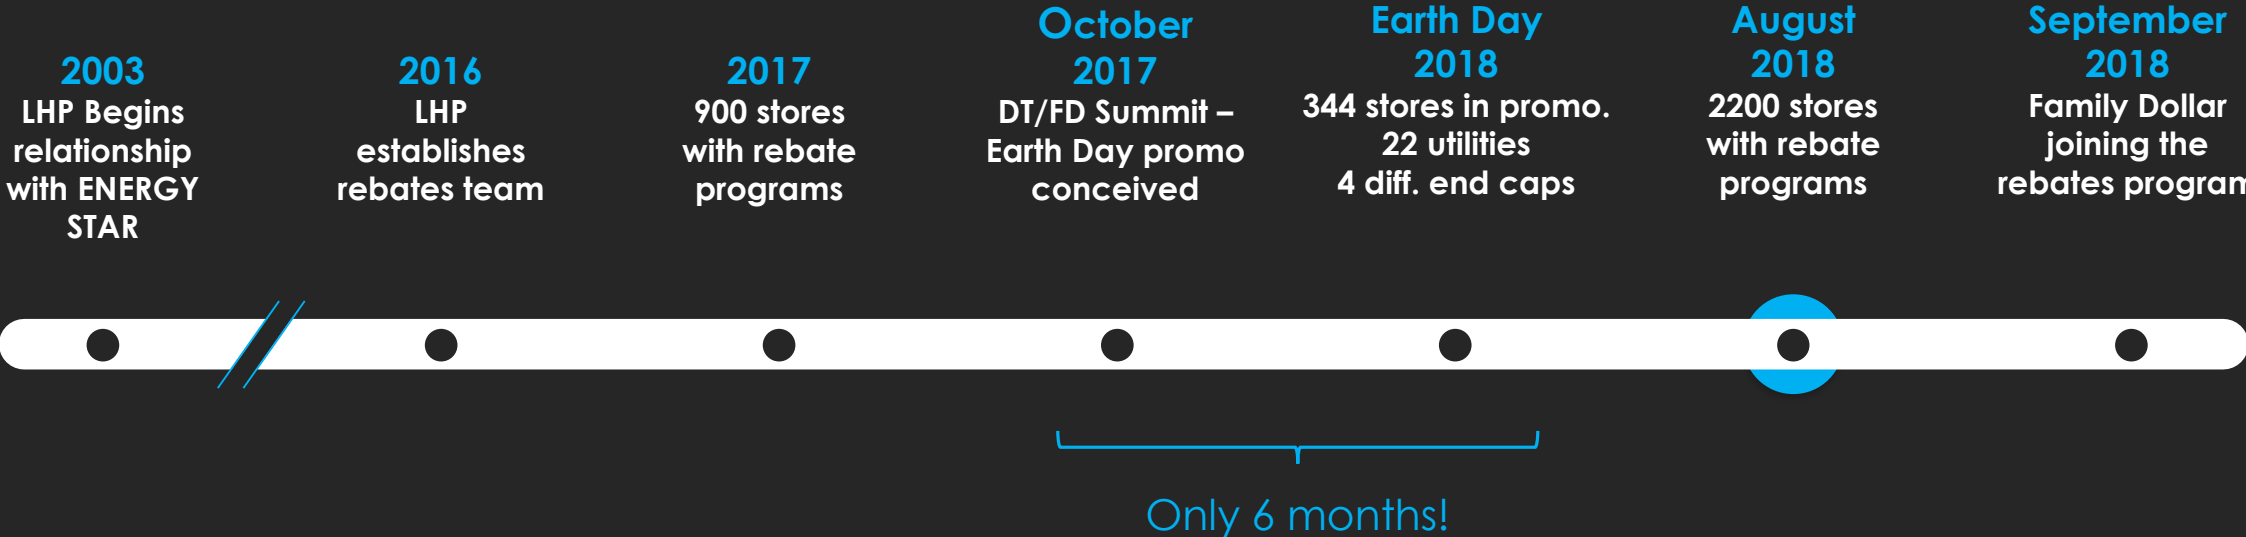 2003
LHP Begins
relationship
with ENERGY
STAR
2016
LHP
establishes
rebates team
2017
900 stores
with rebate
programs
October
2017
DT/FD Summit –
Earth Day promo
conceived
Earth Day
2018
344 stores in promo.
22 utilities
4 diff. end caps
August
2018
2200 stores
with rebate
programs
September
2018
Family Dollar
joining the
rebates program
Only 6 months!